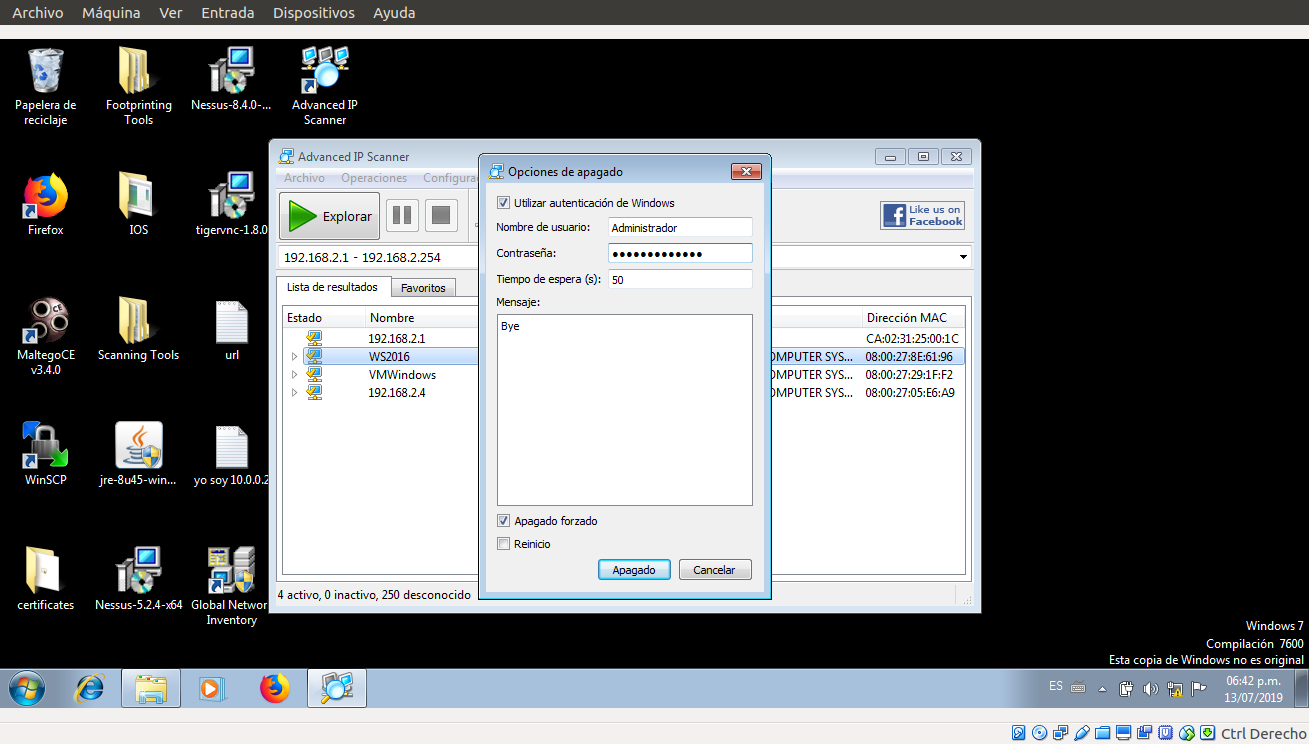 Archivo Máquina Ver Entrada Dispositivos Ayuda
Papelera de
reciclaje
Footprinting
Tools
Nessus-8.4.0-...
Advanced IP
Scanner
Firefox
IOS
tigervnc-1.8.0
MaltegoCE
v3.4.0
Scanning Tools
url
WinSCP
jre-8u45-win...
yo soy 10.0.0.2
certificates
Nessus-5.2.4-x64
Global Networ
Inventory
Advanced IP Scanner
Archivo Operaciones Configura
Explorar
Like us on
Facebook
192.168.2.1 - 192.168.2.254
Lista de resultados Favoritos
Estado Nombre Dirección MAC
192.168.2.1 CA:02:31:25:00:1C
WS2016 OMPUTER SYS... 08:00:27:8E:61:96
VMWindows OMPUTER SYS... 08:00:27:29:1F:F2
192.168.2.4 OMPUTER SYS... 08:00:27:05:E6:A9
4 activo, 0 inactivo, 250 desconocido
Opciones de apagado
Utilizar autenticación de Windows
Nombre de usuario: Administrador
Contraseña: •••••••••••••
Tiempo de espera (s): 50
Mensaje:
Bye
Apagado forzado
Reinicio
Apagado Cancelar
Windows 7
Compilación 7600
Esta copia de Windows no es original
ES
06:42 p.m.
13/07/2019
Ctrl Derecho